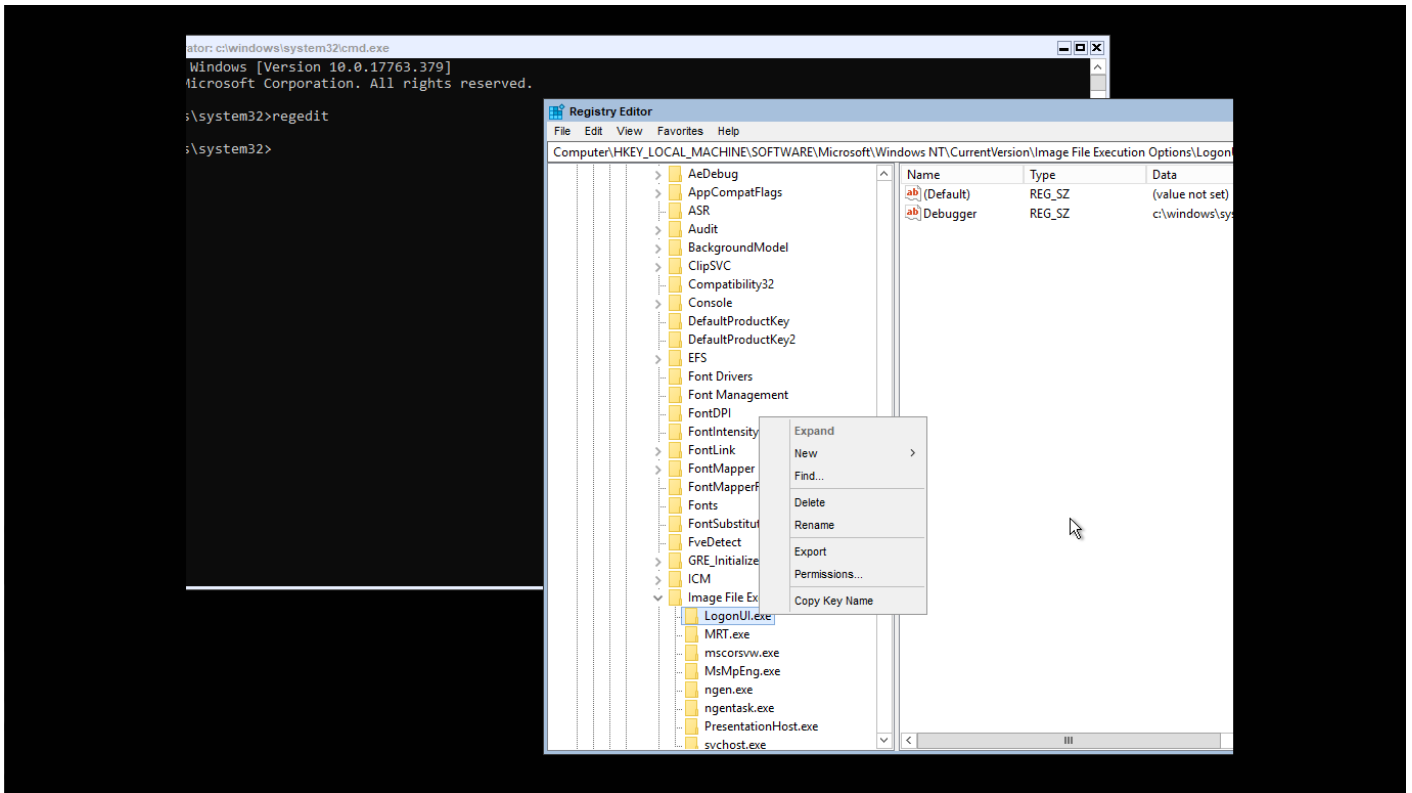 ator: c:\windows\system32\cmd.exe
Windows [Version 10.0.17763.379]
Microsoft Corporation. All rights reserved.
s\system32>regedit
s\system32>
Registry Editor
File Edit View Favorites Help
Computer\HKEY_LOCAL_MACHINE\SOFTWARE\Microsoft\Windows NT\CurrentVersion\Image File Execution Options\Logon
Name Type Data
(Default) REG_SZ (value not set)
Debugger REG_SZ c:\windows\sys
AeDebug
AppCompatFlags
ASR
Audit
BackgroundModel
ClipSVC
Compatibility32
Console
DefaultProductKey
DefaultProductKey2
EFS
Font Drivers
Font Management
FontDPI
FontIntensity
FontLink
FontMapper
FontMapperF
Fonts
FontSubstitut
FveDetect
GRE_Initialize
ICM
Image File Ex
LogonUI.exe
MRT.exe
mscorsvw.exe
MsMpEng.exe
ngen.exe
ngentask.exe
PresentationHost.exe
svchost.exe
Expand
New
Find...
Delete
Rename
Export
Permissions...
Copy Key Name